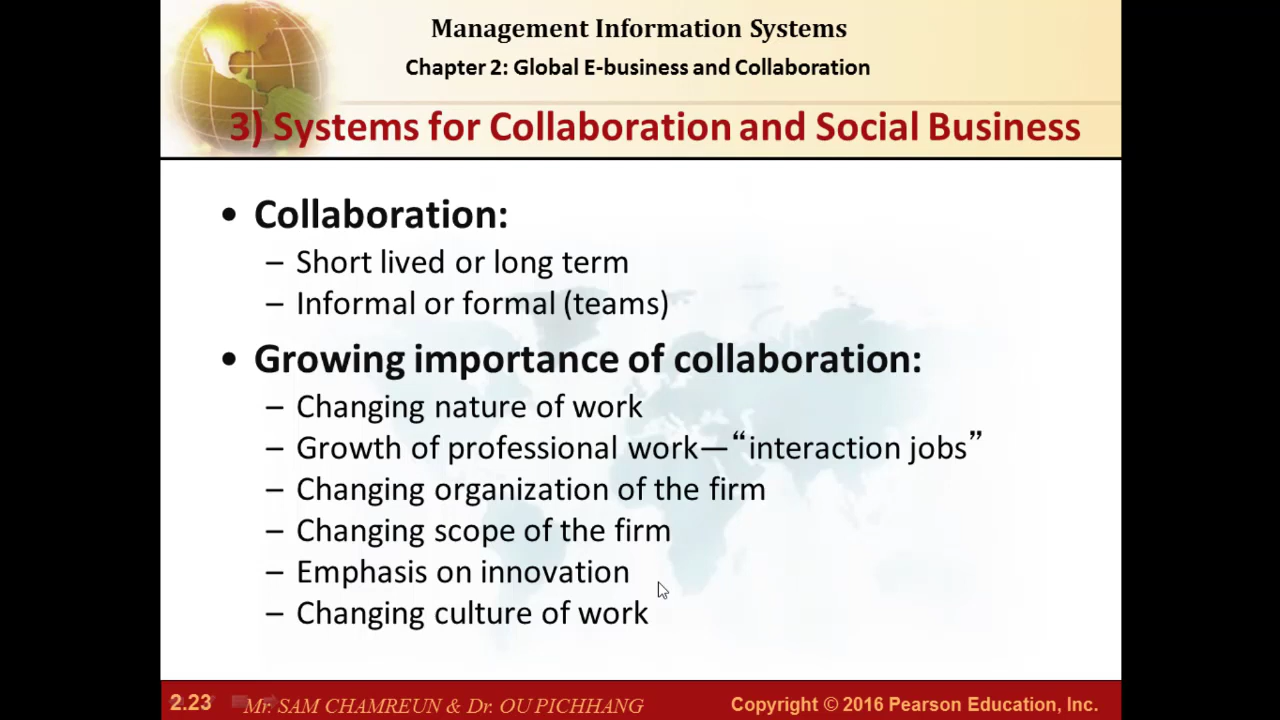 Management Information Systems
Chapter 2: Global E-business and Collaboration
3) Systems for Collaboration and Social Business
• Collaboration:
– Short lived or long term
– Informal or formal (teams)
• Growing importance of collaboration:
– Changing nature of work
– Growth of professional work—“interaction jobs”
– Changing organization of the firm
– Changing scope of the firm
– Emphasis on innovation
– Changing culture of work
2.23 Mr. SAM CHAMREUN & Dr. OU PICHHANG Copyright © 2016 Pearson Education, Inc.